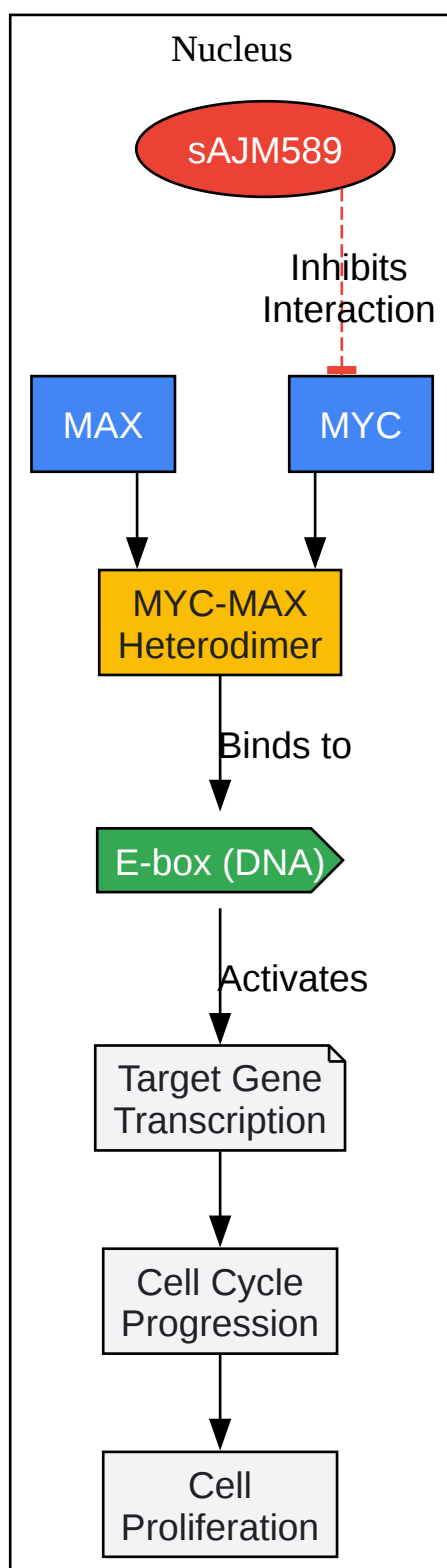 Nucleus
sAJM589
Inhibits
Interaction
MAX
MYC
MYC-MAX
Heterodimer
Binds to
E-box (DNA)
Activates
Target Gene
Transcription
Cell Cycle
Progression
Cell
Proliferation